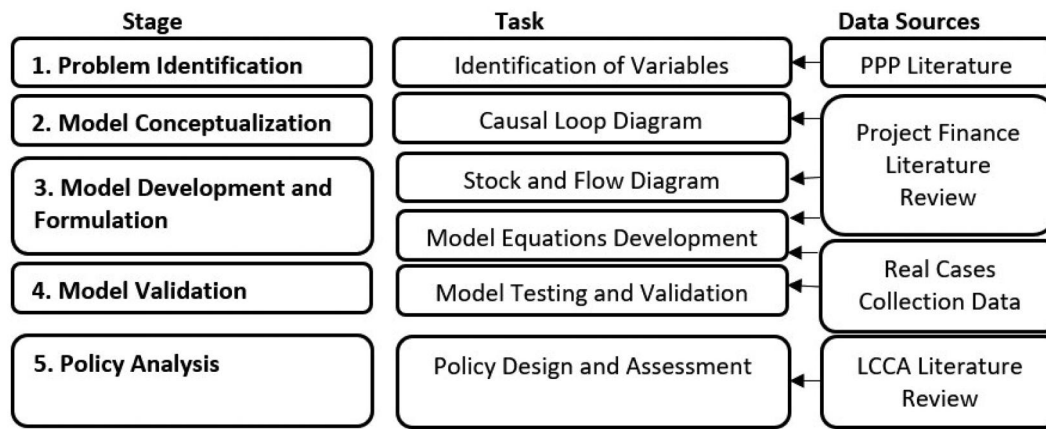 Stage
Task
Data Sources
1. Problem Identification
Identification of Variables
PPP Literature
2. Model Conceptualization
Causal Loop Diagram
Project Finance
Literature
Review
3. Model Development and
Formulation
Stock and Flow Diagram
Model Equations Development
Real Cases
Collection Data
4. Model Validation
Model Testing and Validation
5. Policy Analysis
Policy Design and Assessment
LCCA Literature
Review